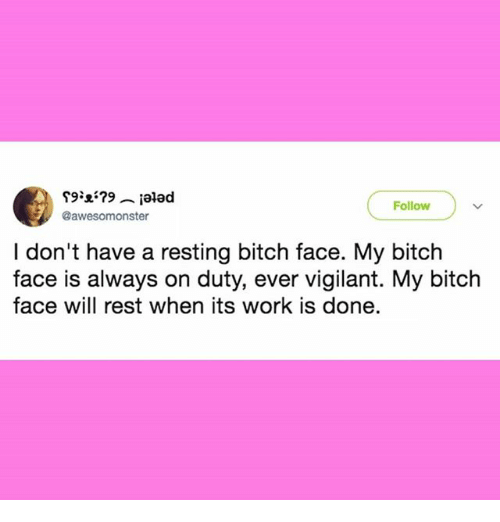 @awesomonster
Follow
I don't have a resting bitch face. My bitch
face is always on duty, ever vigilant. My bitch
face will rest when its work is done.